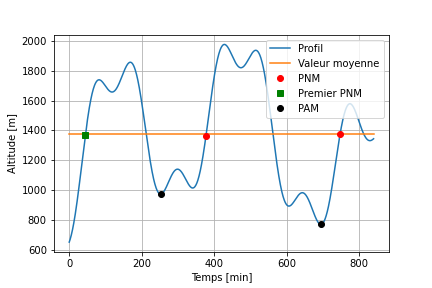 2000
1800
1600
1400
1200
1000
800
600
Altitude [m]
0
200
400
600
800
Temps [min]
Profil
Valeur moyenne
PNM
Premier PNM
PAM